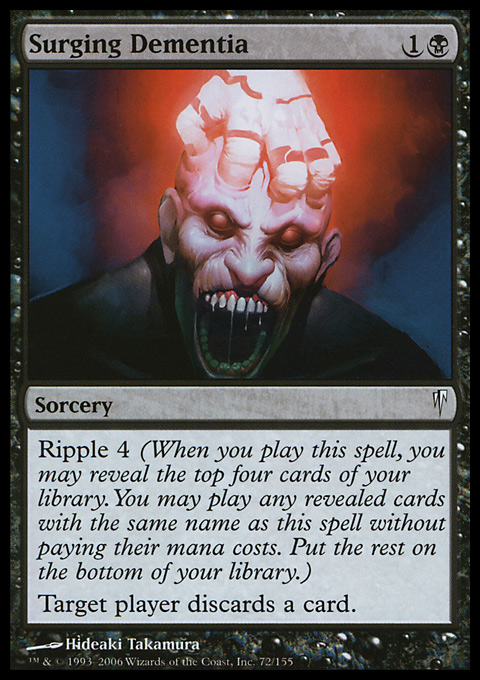 Surging Dementia 1
Sorcery
Ripple 4 (When you play this spell, you
may reveal the top four cards of your
library. You may play any revealed cards
with the same name as this spell without
paying their mana costs. Put the rest on
the bottom of your library.)
Target player discards a card.
Hideaki Takamura
™ & © 1993–2006 Wizards of the Coast, Inc. 72/155